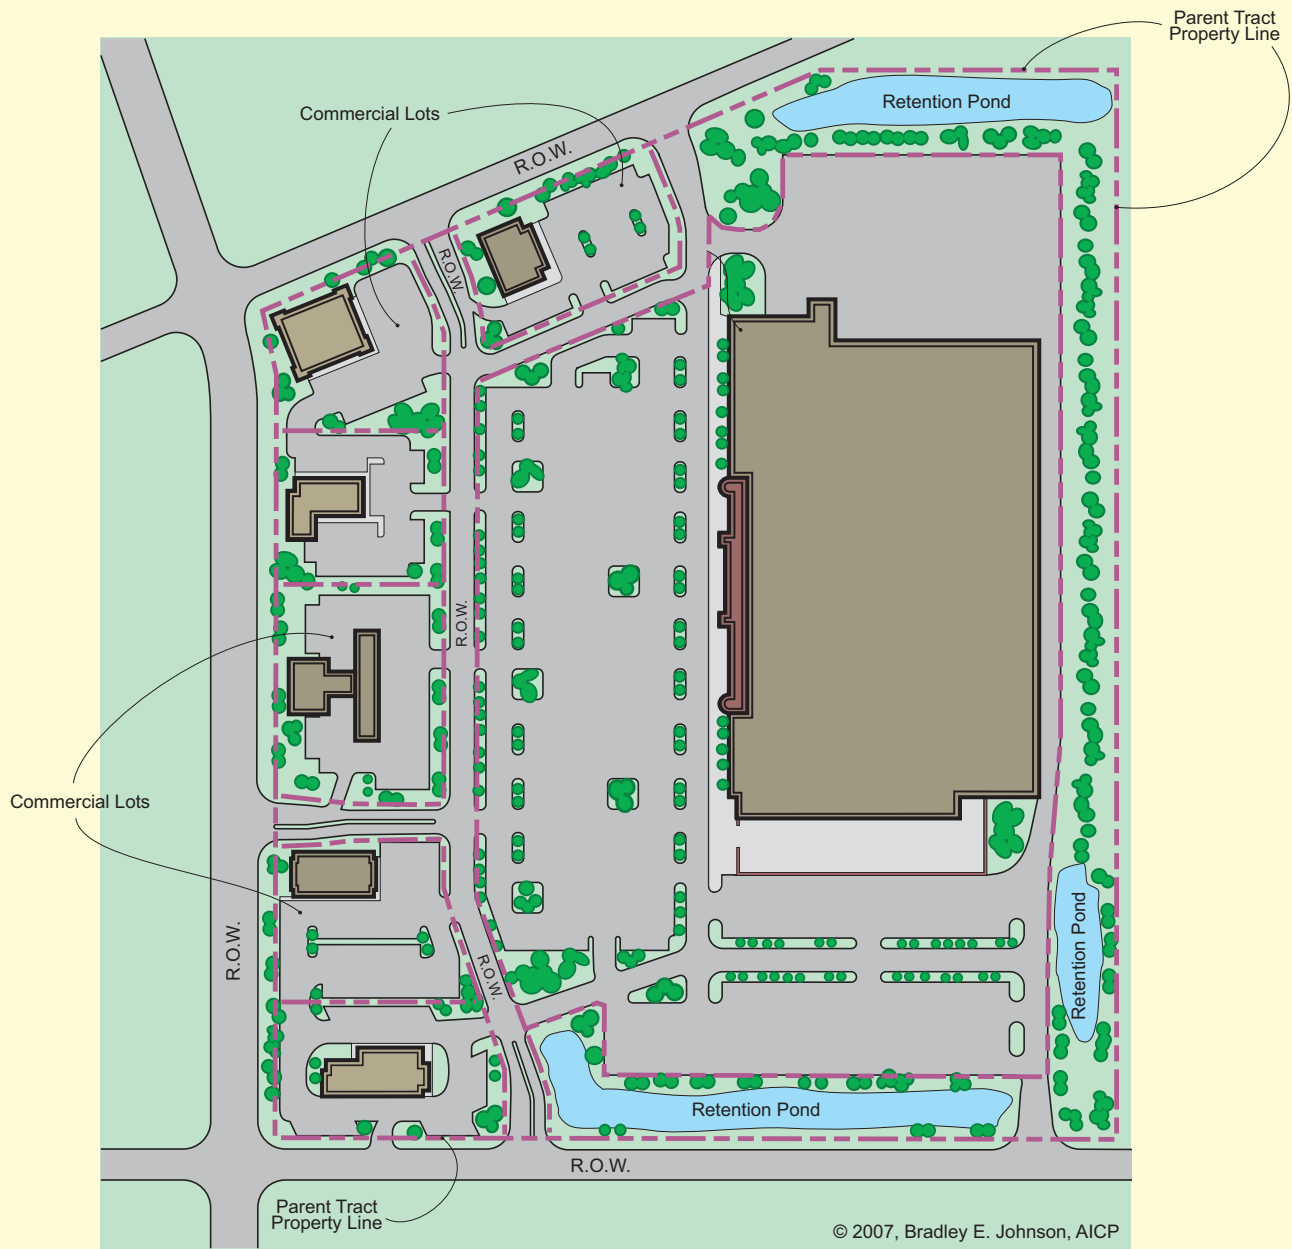 Parent Tract
Property Line
Retention Pond
Commercial Lots
R.O.W.
R.O.W.
R.O.W.
Commercial Lots
R.O.W.
R.O.W.
Retention Pond
Retention Pond
R.O.W.
Parent Tract
Property Line
© 2007, Bradley E. Johnson, AICP